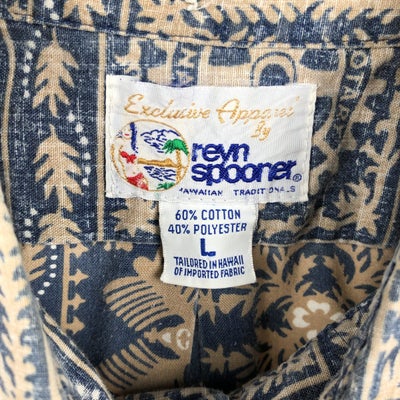 Exclusive Apparel
By
reyn
spooner®
HAWAIIAN TRADITIONALS
60% COTTON
40% POLYESTER
L
TAILORED IN HAWAII
OF IMPORTED FABRIC